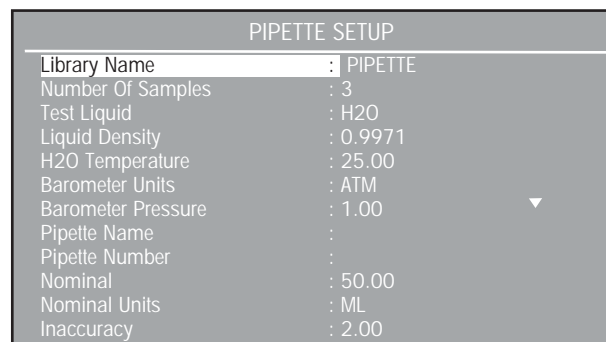 PIPETTE SETUP
Library Name : PIPETTE
Number Of Samples : 3
Test Liquid : H2O
Liquid Density : 0.9971
H2O Temperature : 25.00
Barometer Units : ATM
Barometer Pressure : 1.00
Pipette Name :
Pipette Number :
Nominal : 50.00
Nominal Units : ML
Inaccuracy : 2.00